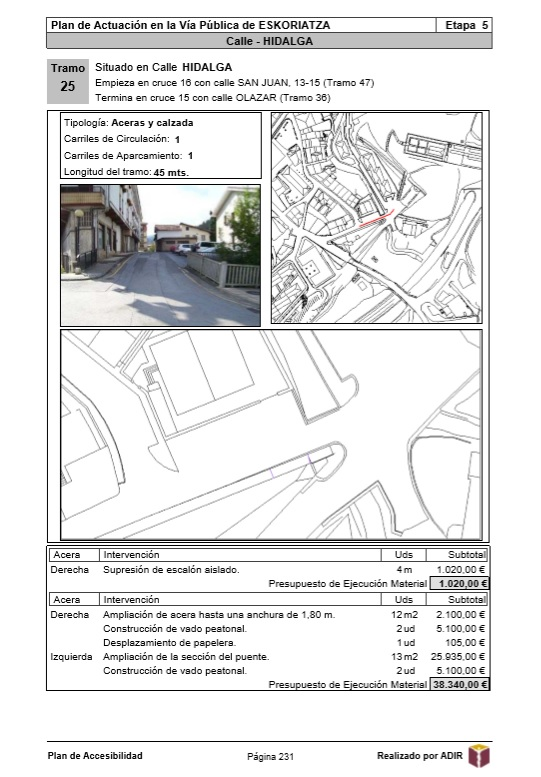 Plan de Actuación en la Vía Pública de ESKORIATZA Etapa 5
Calle - HIDALGA
Tramo 25
Situado en Calle HIDALGA
Empieza en cruce 16 con calle SAN JUAN, 13-15 (Tramo 47)
Termina en cruce 15 con calle OLAZAR (Tramo 36)
Tipología: Aceras y calzada
Carriles de Circulación: 1
Carriles de Aparcamiento: 1
Longitud del tramo: 45 mts.
Acera Intervención Uds Subtotal
Derecha Supresión de escalón aislado. 4 m 1.020,00 €
Presupuesto de Ejecución Material 1.020,00 €
Acera Intervención Uds Subtotal
Derecha Ampliación de acera hasta una anchura de 1,80 m. 12 m2 2.100,00 €
Construcción de vado peatonal. 2 ud 5.100,00 €
Desplazamiento de papelera. 1 ud 105,00 €
Izquierda Ampliación de la sección del puente. 13 m2 25.935,00 €
Construcción de vado peatonal. 2 ud 5.100,00 €
Presupuesto de Ejecución Material 38.340,00 €
Plan de Accesibilidad Página 231 Realizado por ADIR